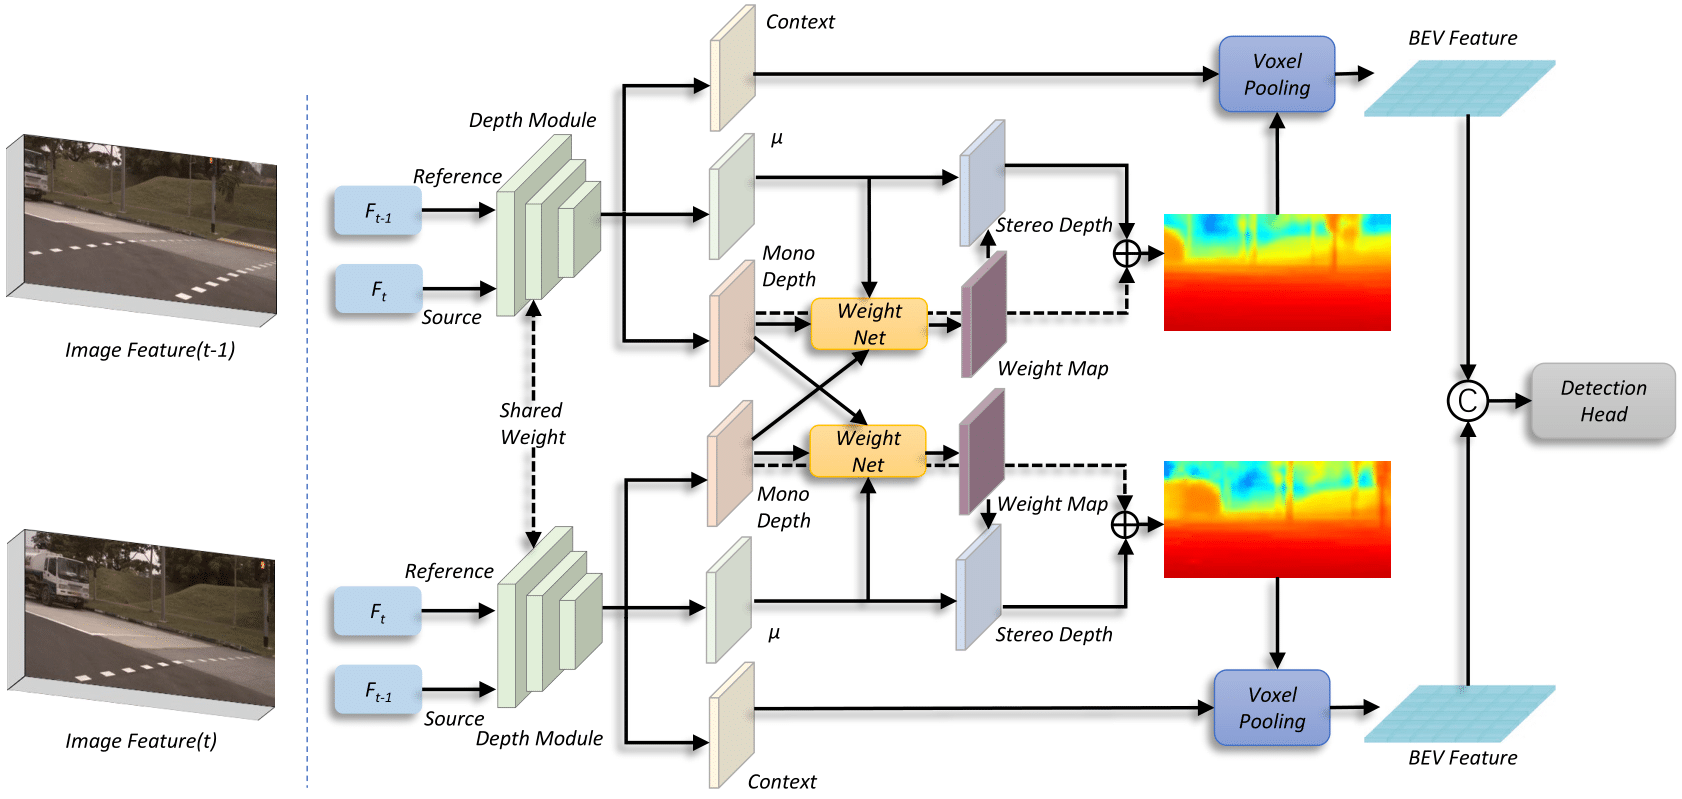 Context
BEV Feature
Voxel
Pooling
Depth Module
μ
Reference
F_{t-1}
Stereo Depth
Mono
Depth
F_t
Source
Weight
Net
Image Feature(t-1)
Weight Map
Shared
Weight
C
Detection
Head
Weight
Net
Mono
Depth
Weight Map
Reference
F_t
μ
Stereo Depth
F_{t-1}
Source
Depth Module
Voxel
Pooling
Image Feature(t)
BEV Feature
Context